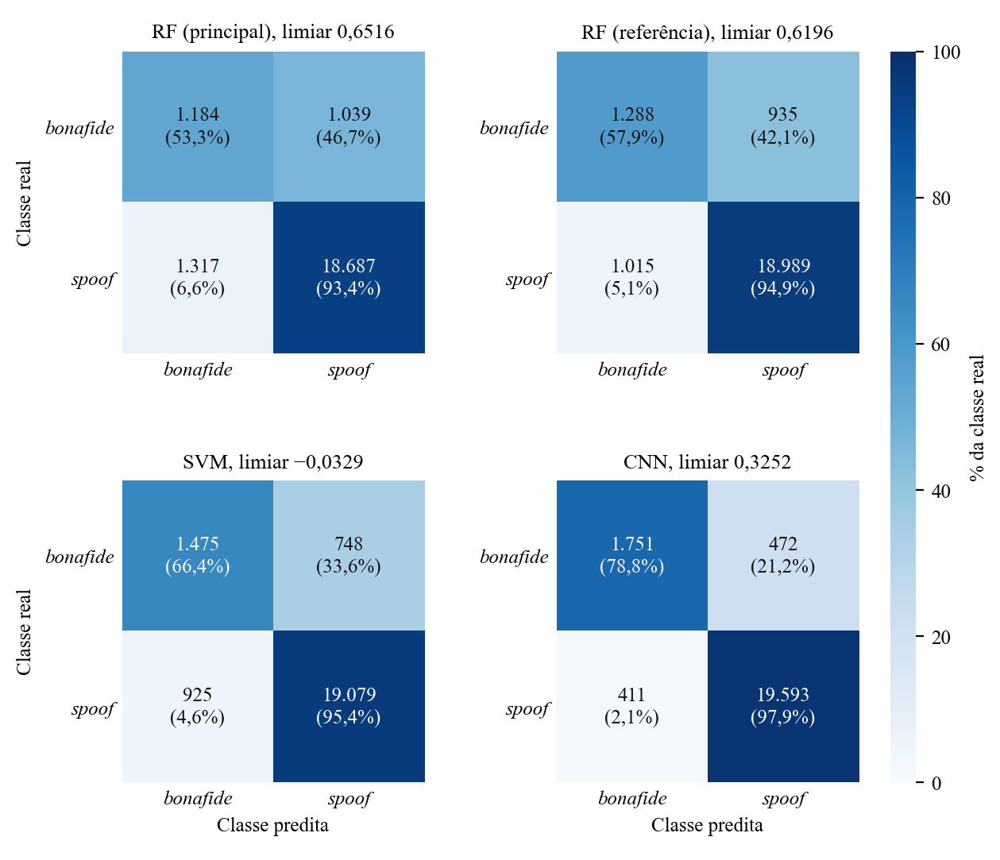 RF (principal), limiar 0,6516
bonafide
1.184
(53,3%)
1.039
(46,7%)
spoof
1.317
(6,6%)
18.687
(93,4%)
bonafide
spoof
Classe real
RF (referência), limiar 0,6196
bonafide
1.288
(57,9%)
935
(42,1%)
spoof
1.015
(5,1%)
18.989
(94,9%)
bonafide
spoof
SVM, limiar −0,0329
bonafide
1.475
(66,4%)
748
(33,6%)
spoof
925
(4,6%)
19.079
(95,4%)
bonafide
spoof
Classe real
Classe predita
CNN, limiar 0,3252
bonafide
1.751
(78,8%)
472
(21,2%)
spoof
411
(2,1%)
19.593
(97,9%)
bonafide
spoof
Classe predita
100
80
60
40
20
0
% da classe real